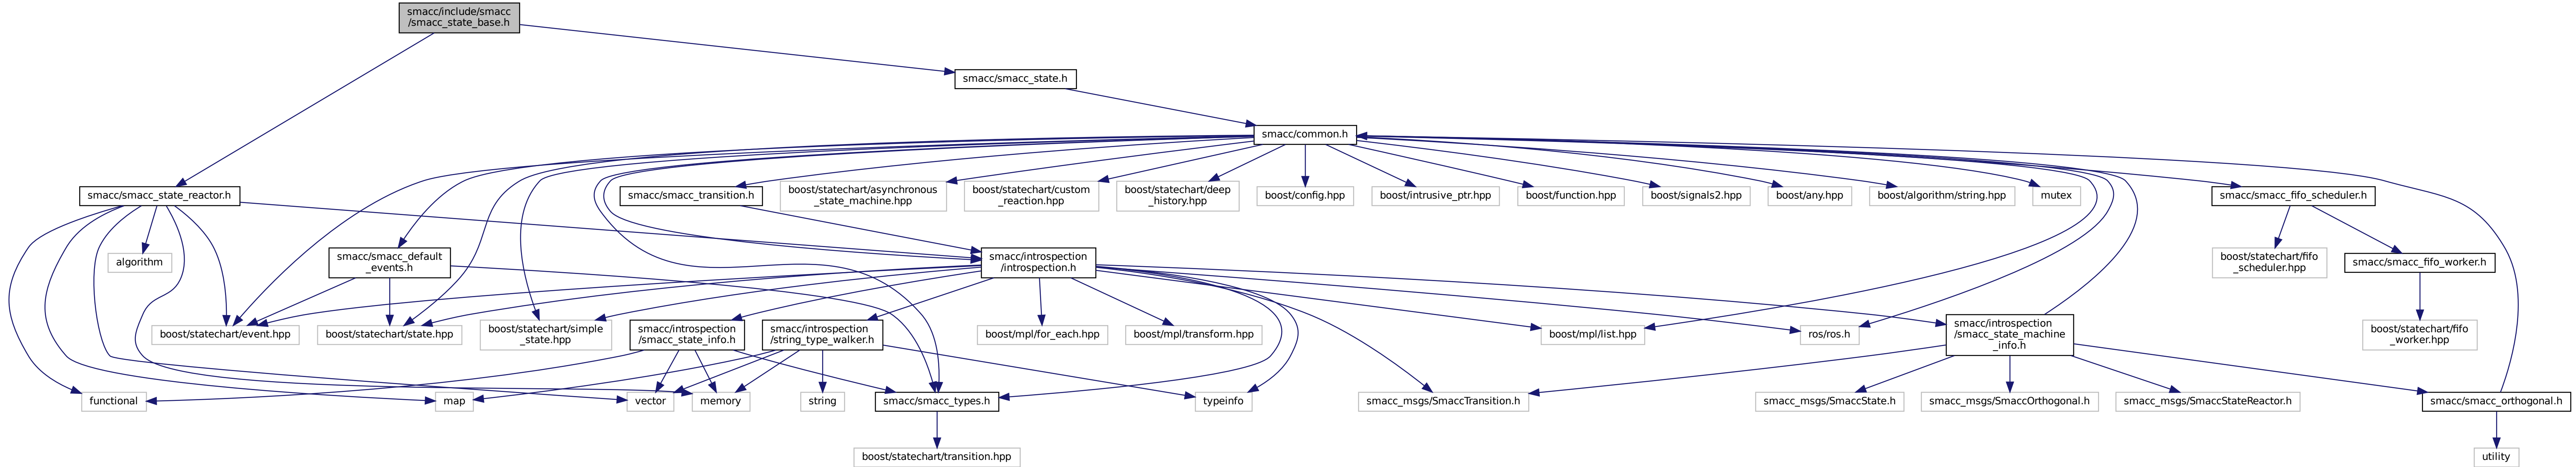 smacc/include/smacc
/smacc_state_base.h
smacc/smacc_state.h
smacc/common.h
smacc/smacc_state_reactor.h
smacc/smacc_transition.h
boost/statechart/asynchronous
_state_machine.hpp
boost/statechart/custom
_reaction.hpp
boost/statechart/deep
_history.hpp
boost/config.hpp
boost/intrusive_ptr.hpp
boost/function.hpp
boost/signals2.hpp
boost/any.hpp
boost/algorithm/string.hpp
mutex
smacc/smacc_fifo_scheduler.h
algorithm
smacc/smacc_default
_events.h
smacc/introspection
/introspection.h
boost/statechart/fifo
_scheduler.hpp
smacc/smacc_fifo_worker.h
boost/statechart/event.hpp
boost/statechart/state.hpp
boost/statechart/simple
_state.hpp
smacc/introspection
/smacc_state_info.h
smacc/introspection
/string_type_walker.h
boost/mpl/for_each.hpp
boost/mpl/transform.hpp
boost/mpl/list.hpp
ros/ros.h
smacc/introspection
/smacc_state_machine
_info.h
boost/statechart/fifo
_worker.hpp
functional
map
vector
memory
string
smacc/smacc_types.h
typeinfo
smacc_msgs/SmaccTransition.h
smacc_msgs/SmaccState.h
smacc_msgs/SmaccOrthogonal.h
smacc_msgs/SmaccStateReactor.h
smacc/smacc_orthogonal.h
boost/statechart/transition.hpp
utility